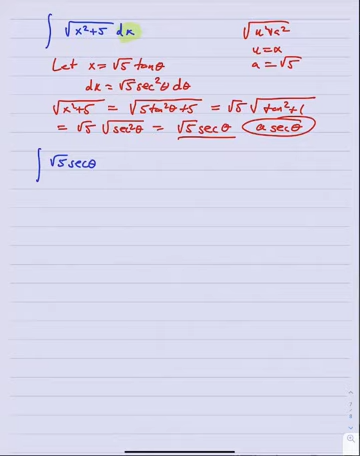 ∫ √(x²+5) dx
√(u²+a²)
u = x
a = √5
Let x = √5 tanθ
dx = √5 sec²θ dθ
√(x²+5) = √(5tan²θ+5) = √5 √(tan²+1)
= √5 √(sec²θ) = √5 secθ a secθ
∫ √5 secθ